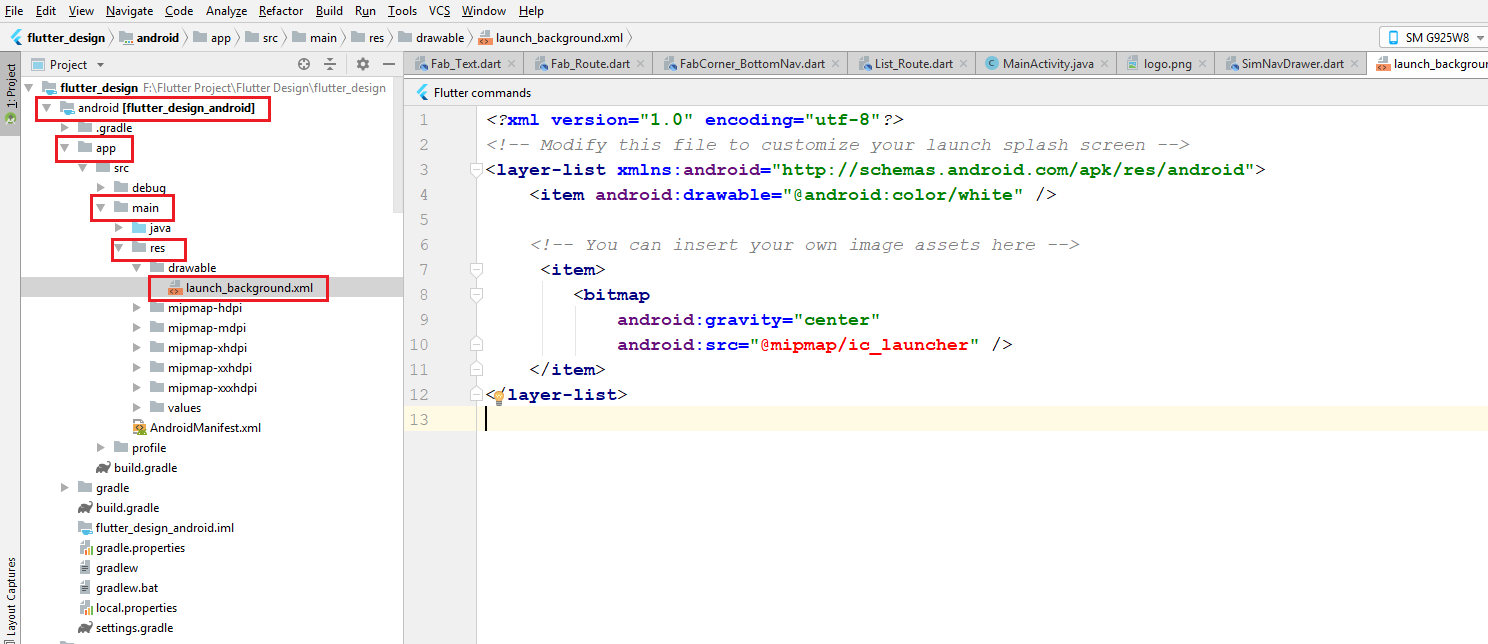 File Edit View Navigate Code Analyze Refactor Build Run Tools VCS Window Help
flutter_design android app src main res drawable launch_background.xml SM G925W8
Project
Fab_Text.dart Fab_Route.dart FabCorner_BottomNav.dart List_Route.dart MainActivity.java logo.png SimNavDrawer.dart launch_backgroun
1: Project
Layout Captures
flutter_design F:\Flutter Project\Flutter Design\flutter_design
android [flutter_design_android]
.gradle
app
src
debug
main
java
res
drawable
launch_background.xml
mipmap-hdpi
mipmap-mdpi
mipmap-xhdpi
mipmap-xxhdpi
mipmap-xxxhdpi
values
AndroidManifest.xml
profile
build.gradle
gradle
build.gradle
flutter_design_android.iml
gradle.properties
gradlew
gradlew.bat
local.properties
settings.gradle
Flutter commands
1 <?xml version="1.0" encoding="utf-8"?>
2 <!-- Modify this file to customize your launch splash screen -->
3 <layer-list xmlns:android="http://schemas.android.com/apk/res/android">
4 <item android:drawable="@android:color/white" />
5
6 <!-- You can insert your own image assets here -->
7 <item>
8 <bitmap
9 android:gravity="center"
10 android:src="@mipmap/ic_launcher" />
11 </item>
12 </layer-list>
13